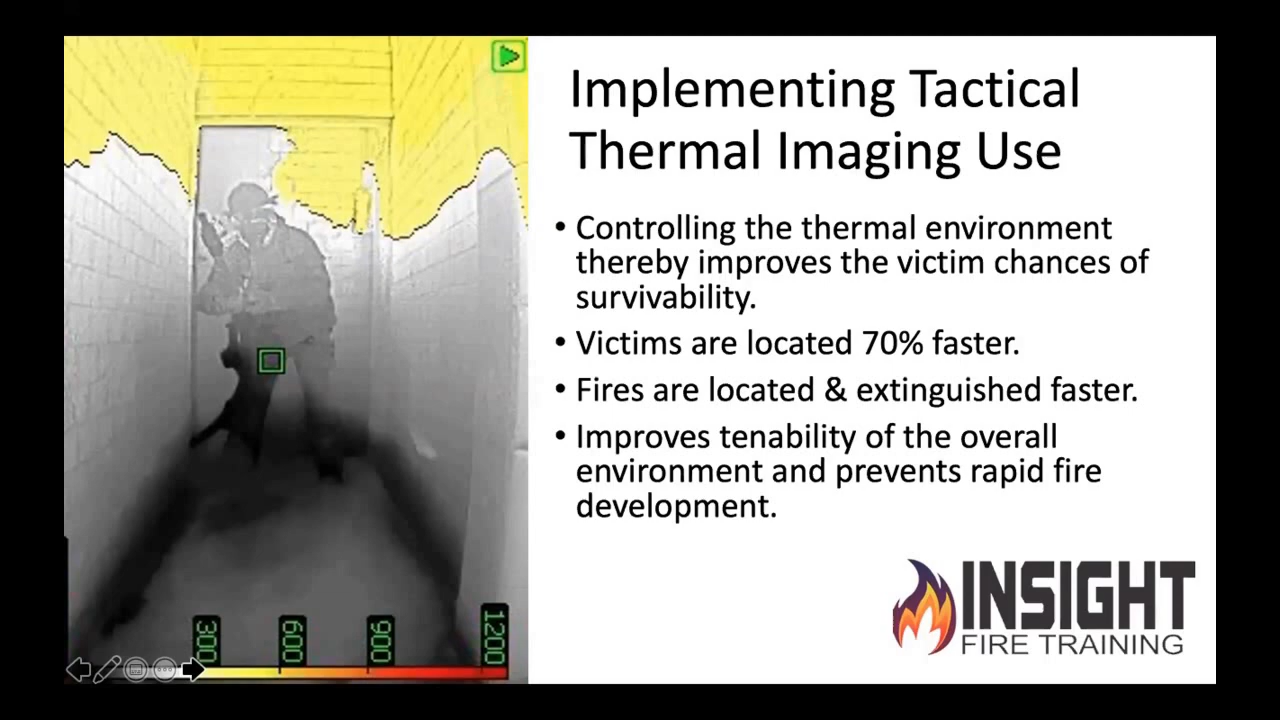 Implementing Tactical
Thermal Imaging Use
• Controlling the thermal environment
thereby improves the victim chances of
survivability.
• Victims are located 70% faster.
• Fires are located & extinguished faster.
• Improves tenability of the overall
environment and prevents rapid fire
development.
300
600
900
1200
INSIGHT
FIRE TRAINING